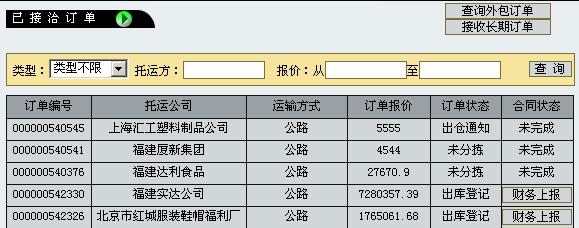 已接洽订单
查询外包订单
接收长期订单
类型：类型不限 托运方： 报价：从 至 查询
订单编号 托运公司 运输方式 订单报价 订单状态 合同状态
000000540545 上海汇工塑料制品公司 公路 5555 出仓通知 未完成
000000540541 福建厦新集团 公路 4544 未分拣 未完成
000000540376 福建达利食品 公路 27670.9 未分拣 未完成
000000542330 福建实达公司 公路 7280357.39 出库登记 财务上报
000000542326 北京市红城服装鞋帽福利厂 公路 1765061.68 出库登记 财务上报